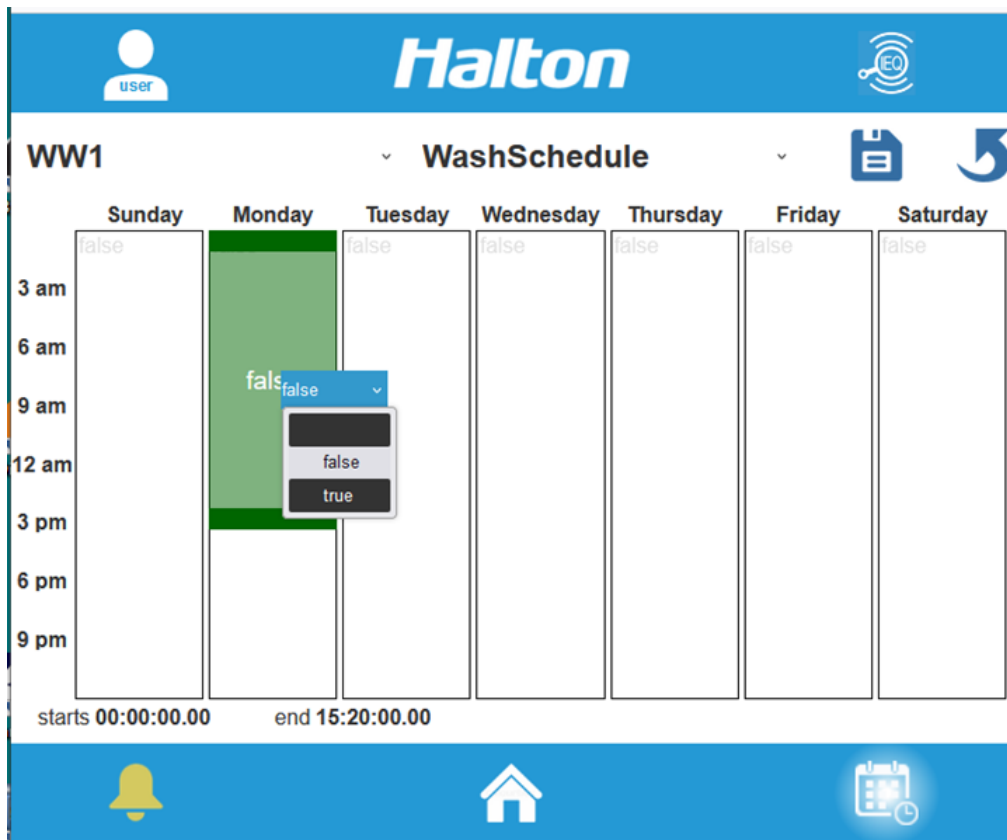 user
Halton
IEQ
WW1 WashSchedule
Sunday Monday Tuesday Wednesday Thursday Friday Saturday
false false false false false false
3 am
6 am
fals
false
9 am
false
12 am
true
3 pm
6 pm
9 pm
starts 00:00:00.00 end 15:20:00.00